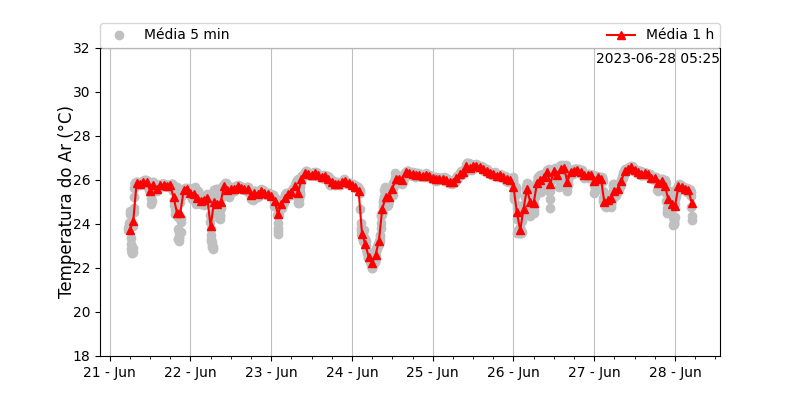 Média 5 min
Média 1 h
2023-06-28 05:25
Temperatura do Ar (°C)
32
30
28
26
24
22
20
18
21 - Jun
22 - Jun
23 - Jun
24 - Jun
25 - Jun
26 - Jun
27 - Jun
28 - Jun